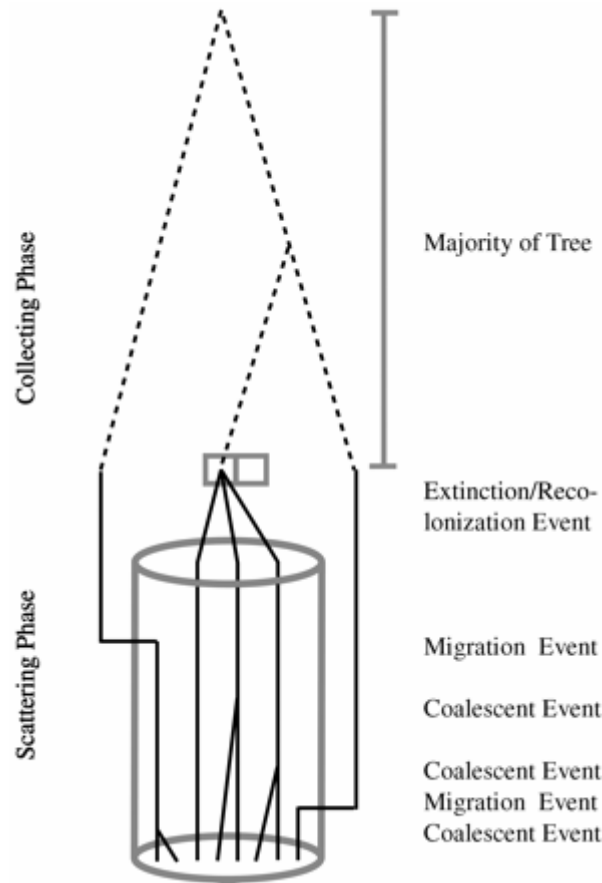 Collecting Phase
Scattering Phase
Majority of Tree
Extinction/Reco-
lonization Event
Migration Event
Coalescent Event
Coalescent Event
Migration Event
Coalescent Event